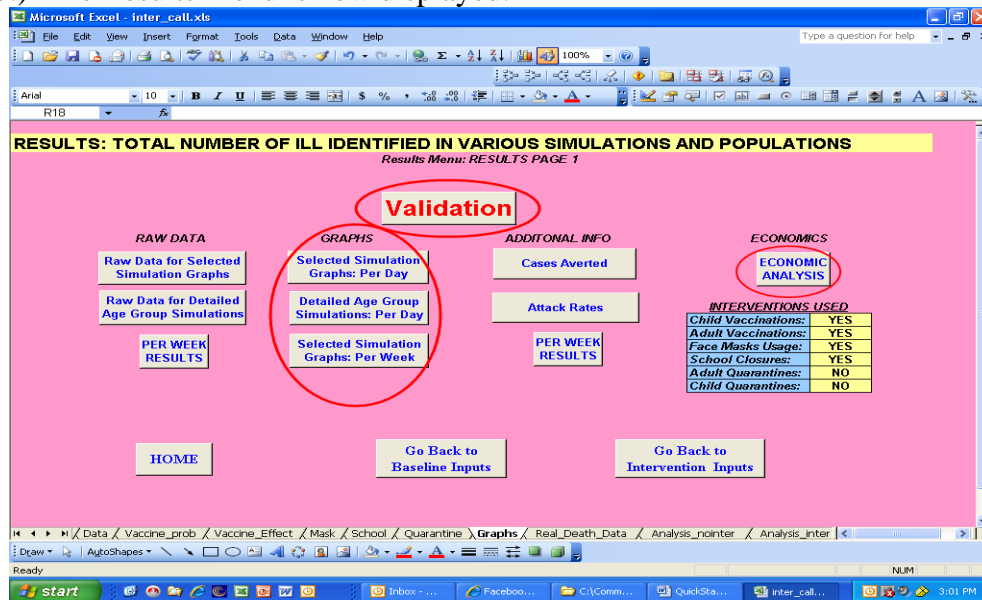 Microsoft Excel - inter_call.xls
File Edit View Insert Format Tools Data Window Help
Type a question for help
100%
Arial 10 B I U $ % ,
R18 fx
RESULTS: TOTAL NUMBER OF ILL IDENTIFIED IN VARIOUS SIMULATIONS AND POPULATIONS
Results Menu: RESULTS PAGE 1
Validation
RAW DATA
Raw Data for Selected
Simulation Graphs
Raw Data for Detailed
Age Group Simulations
PER WEEK
RESULTS
GRAPHS
Selected Simulation
Graphs: Per Day
Detailed Age Group
Simulations: Per Day
Selected Simulation
Graphs: Per Week
ADDITONAL INFO
Cases Averted
Attack Rates
PER WEEK
RESULTS
ECONOMICS
ECONOMIC
ANALYSIS
INTERVENTIONS USED
Child Vaccinations: YES
Adult Vaccinations: YES
Face Masks Usage: YES
School Closures: YES
Adult Quarantines: NO
Child Quarantines: NO
HOME
Go Back to
Baseline Inputs
Go Back to
Intervention Inputs
Data / Vaccine_prob / Vaccine_Effect / Mask / School / Quarantine \ Graphs / Real_Death_Data / Analysis_nointer / Analysis_inter
Draw AutoShapes
Ready NUM
start Inbox - ... Faceboo... C:\Comm... QuickSta... inter_cal... 3:01 PM